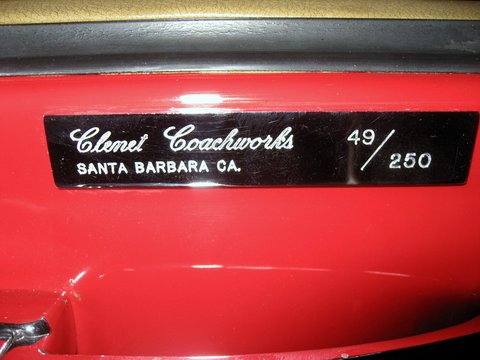 Clenet Coachworks 49/250
SANTA BARBARA CA.